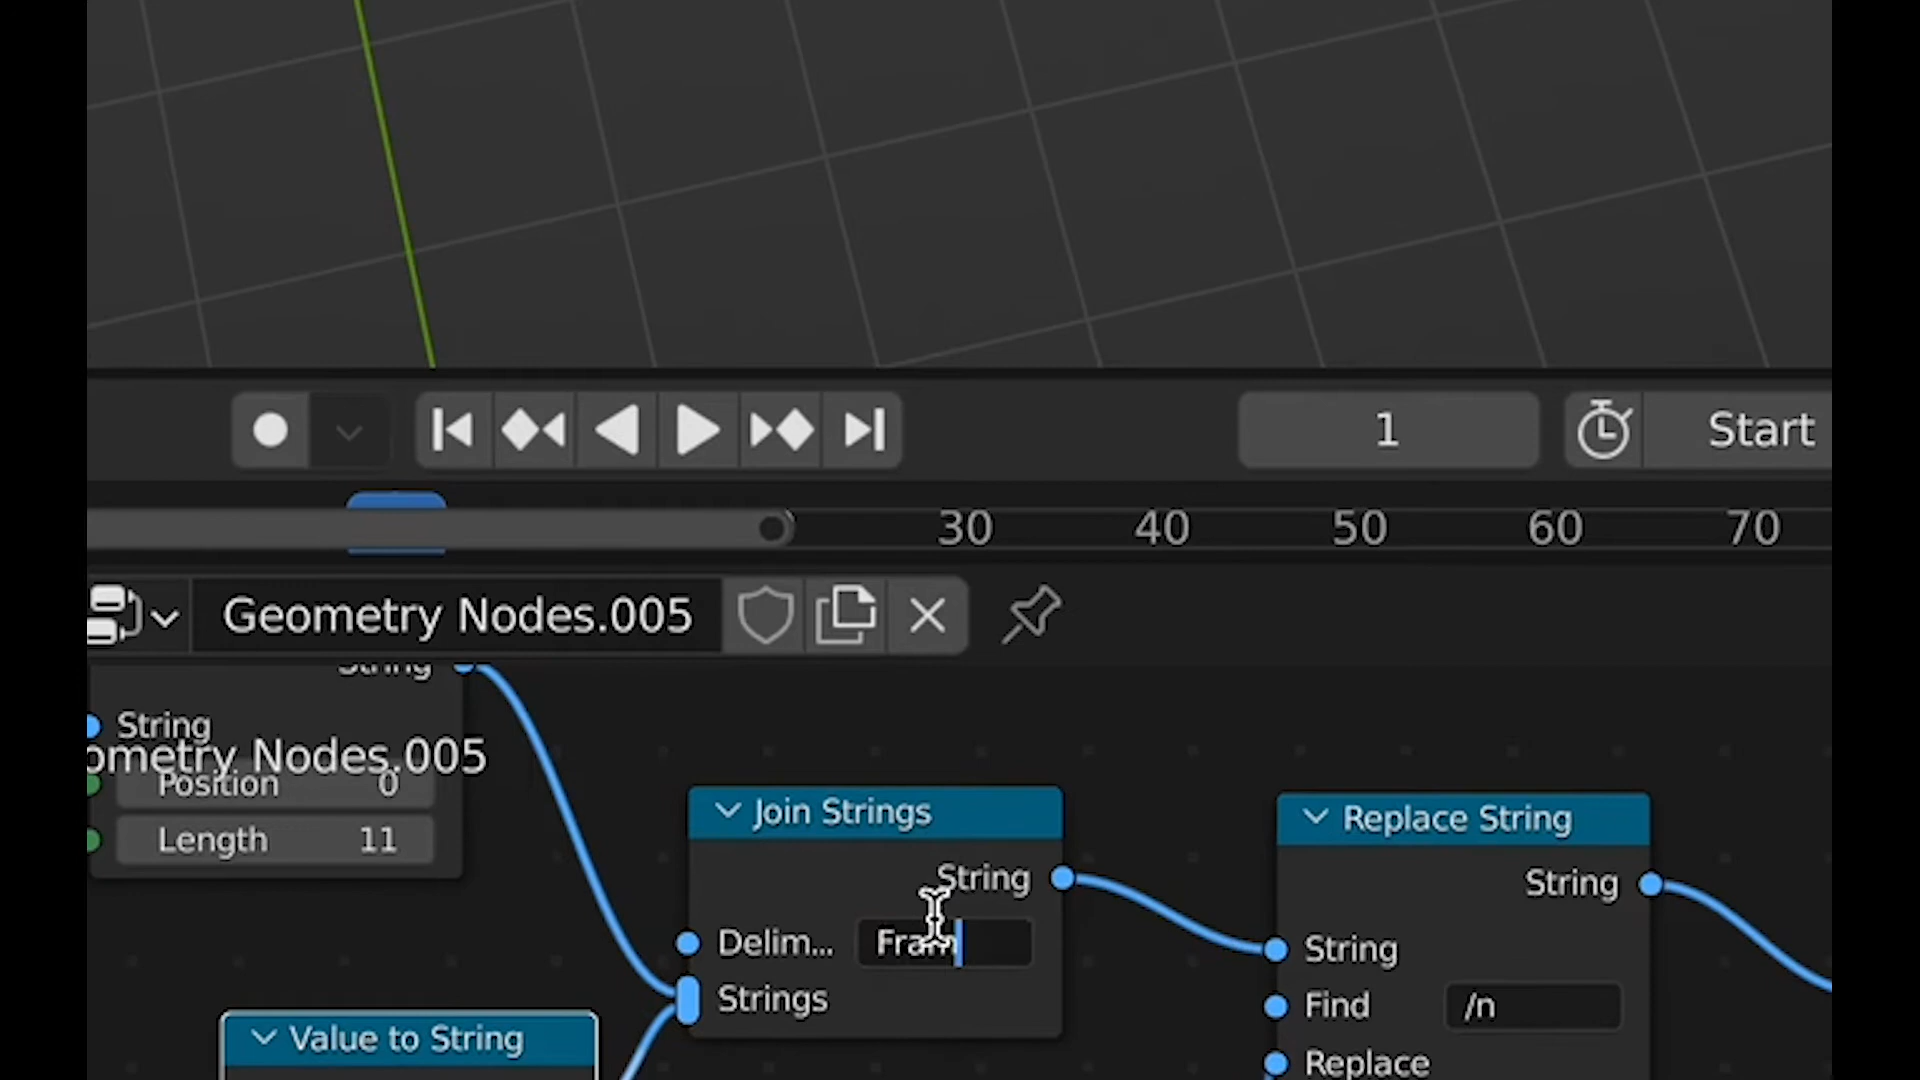 1
Start
30 40 50 60 70
Geometry Nodes.005
String
String
ometry Nodes.005
Position 0
Length 11
Join Strings
String
Delim... Fram
Strings
Replace String
String
String
Find /n
Replace
Value to String